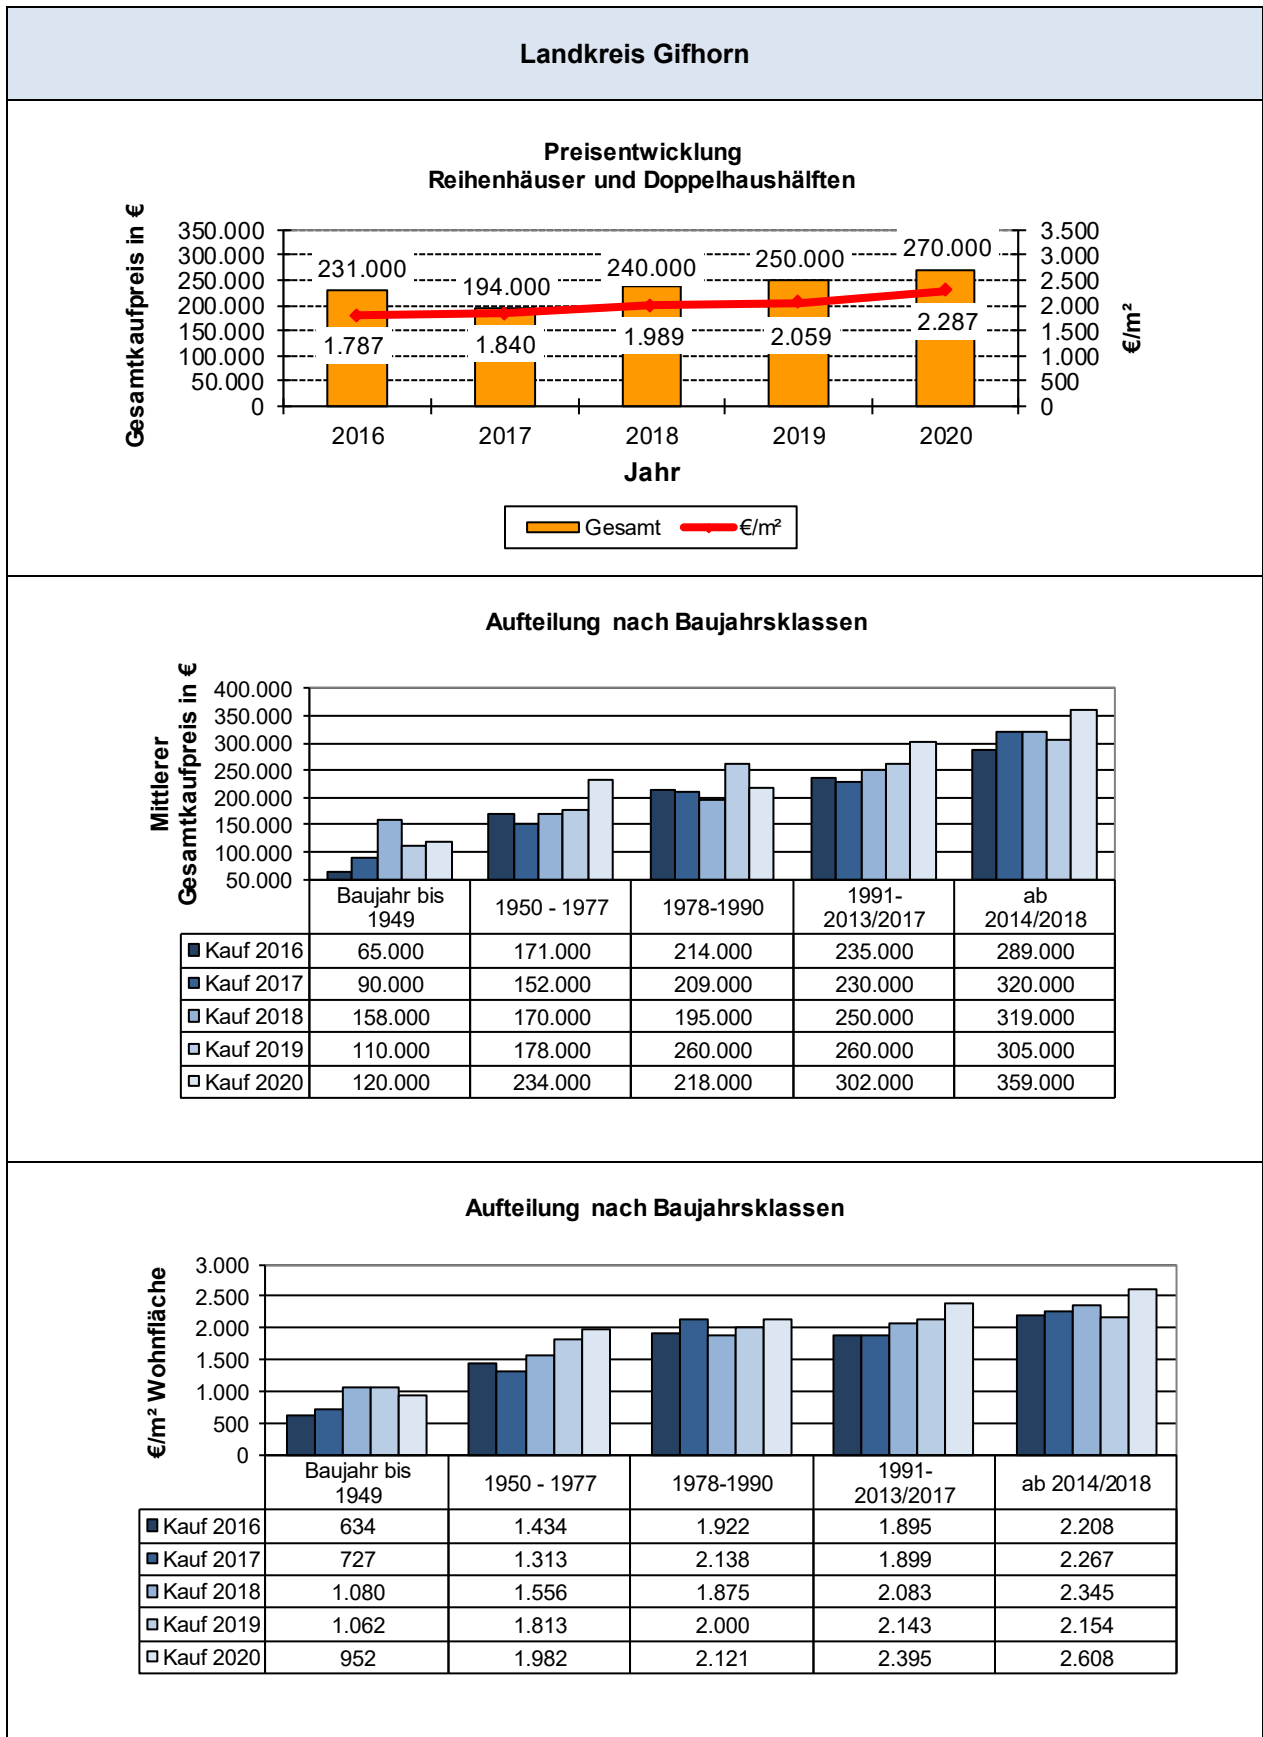 Landkreis Gifhorn
Preisentwicklung
Reihenhäuser und Doppelhaushälften
Gesamtkaufpreis in €
350.000
300.000
250.000
200.000
150.000
100.000
50.000
0
231.000
194.000
240.000
250.000
270.000
1.787
1.840
1.989
2.059
2.287
3.500
3.000
2.500
2.000
1.500
1.000
500
0
€/m²
2016 2017 2018 2019 2020
Jahr
Gesamt €/m²
Aufteilung nach Baujahrsklassen
Mittlerer
Gesamtkaufpreis in €
400.000
350.000
300.000
250.000
200.000
150.000
100.000
50.000
Baujahr bis
1949
1950 - 1977
1978-1990
1991-
2013/2017
ab
2014/2018
Kauf 2016 65.000 171.000 214.000 235.000 289.000
Kauf 2017 90.000 152.000 209.000 230.000 320.000
Kauf 2018 158.000 170.000 195.000 250.000 319.000
Kauf 2019 110.000 178.000 260.000 260.000 305.000
Kauf 2020 120.000 234.000 218.000 302.000 359.000
Aufteilung nach Baujahrsklassen
€/m² Wohnfläche
3.000
2.500
2.000
1.500
1.000
500
0
Baujahr bis
1949
1950 - 1977
1978-1990
1991-
2013/2017
ab 2014/2018
Kauf 2016 634 1.434 1.922 1.895 2.208
Kauf 2017 727 1.313 2.138 1.899 2.267
Kauf 2018 1.080 1.556 1.875 2.083 2.345
Kauf 2019 1.062 1.813 2.000 2.143 2.154
Kauf 2020 952 1.982 2.121 2.395 2.608